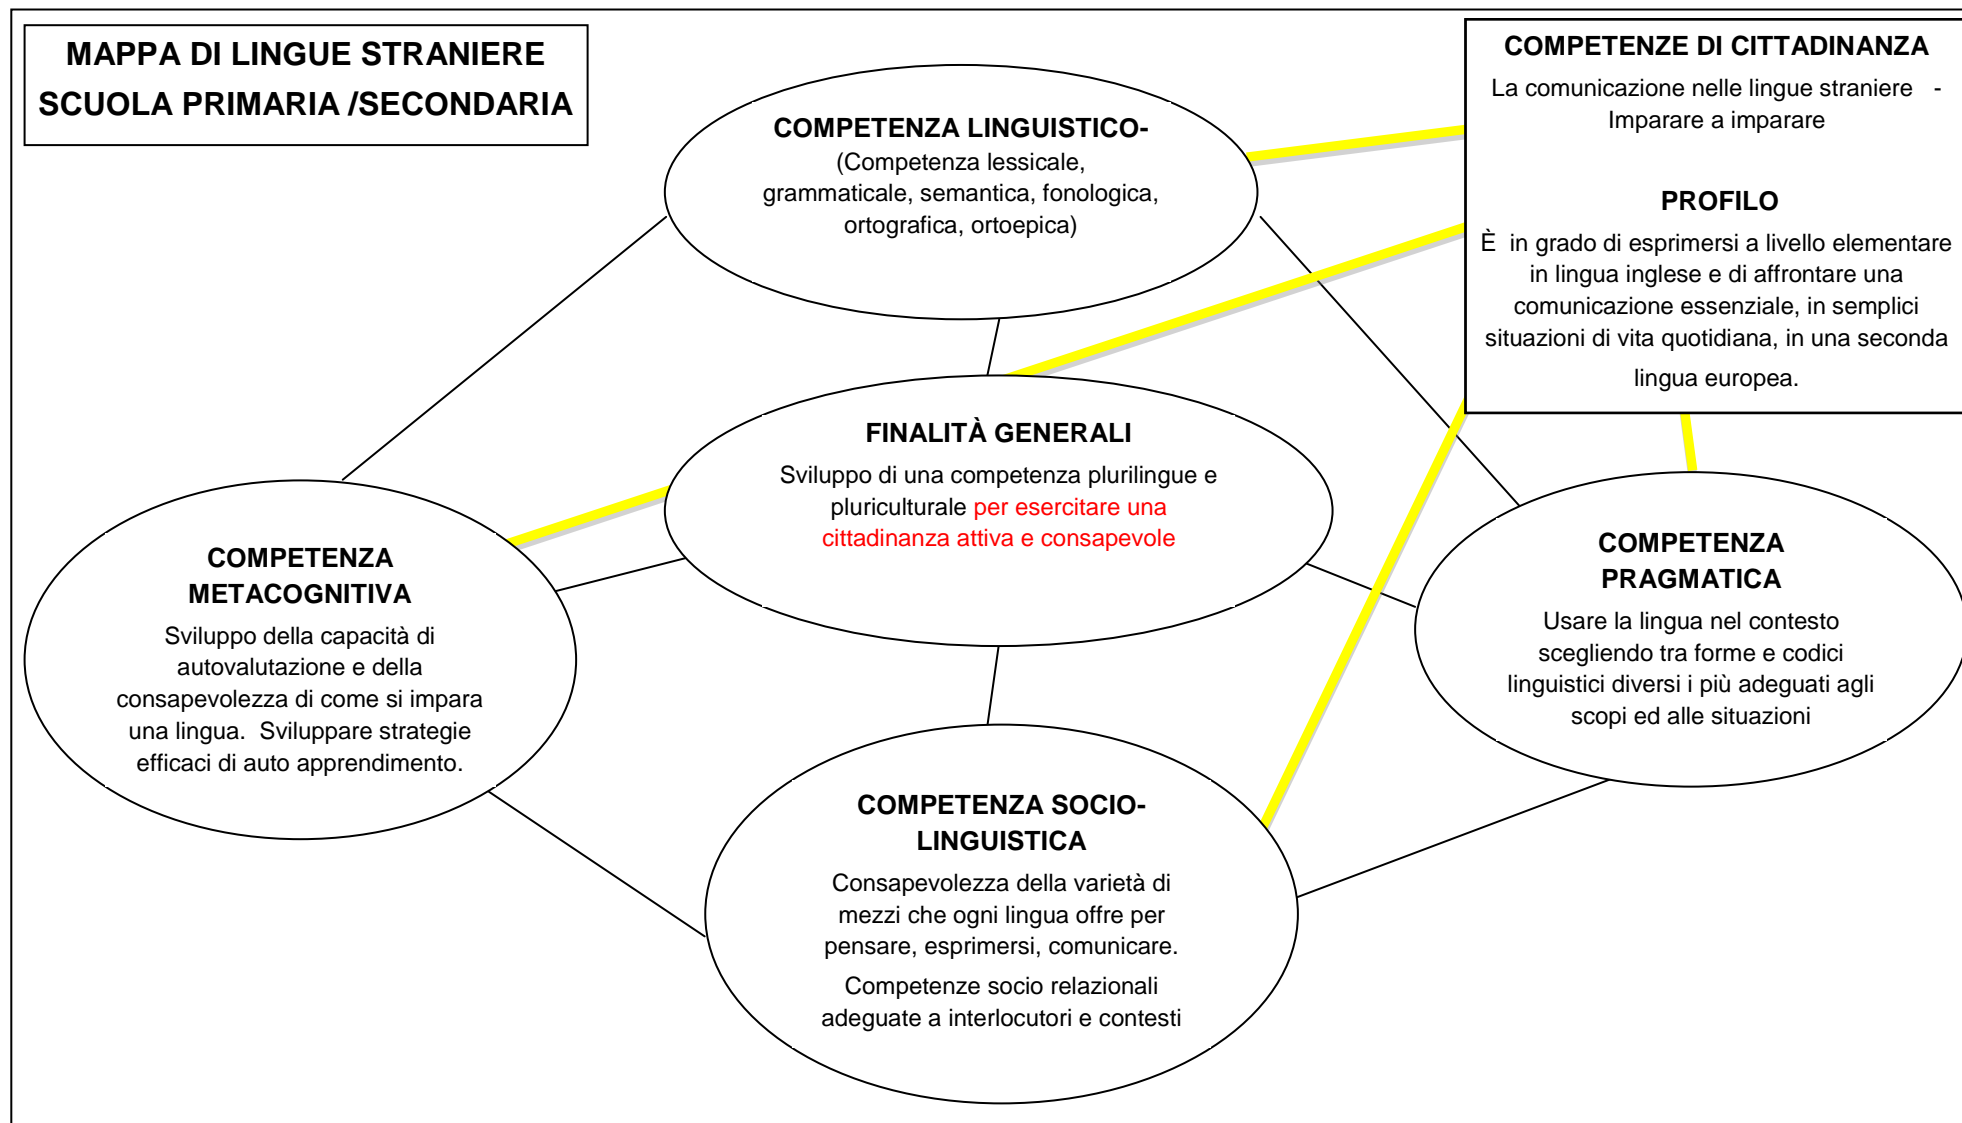 MAPPA DI LINGUE STRANIERE
SCUOLA PRIMARIA /SECONDARIA
COMPETENZE DI CITTADINANZA
La comunicazione nelle lingue straniere -
Imparare a imparare
PROFILO
È in grado di esprimersi a livello elementare
in lingua inglese e di affrontare una
comunicazione essenziale, in semplici
situazioni di vita quotidiana, in una seconda
lingua europea.
COMPETENZA LINGUISTICO-
(Competenza lessicale,
grammaticale, semantica, fonologica,
ortografica, ortoepica)
FINALITÀ GENERALI
Sviluppo di una competenza plurilingue e
pluriculturale per esercitare una
cittadinanza attiva e consapevole
COMPETENZA
METACOGNITIVA
Sviluppo della capacità di
autovalutazione e della
consapevolezza di come si impara
una lingua. Sviluppare strategie
efficaci di auto apprendimento.
COMPETENZA
PRAGMATICA
Usare la lingua nel contesto
scegliendo tra forme e codici
linguistici diversi i più adeguati agli
scopi ed alle situazioni
COMPETENZA SOCIO-
LINGUISTICA
Consapevolezza della varietà di
mezzi che ogni lingua offre per
pensare, esprimersi, comunicare.
Competenze socio relazionali
adeguate a interlocutori e contesti